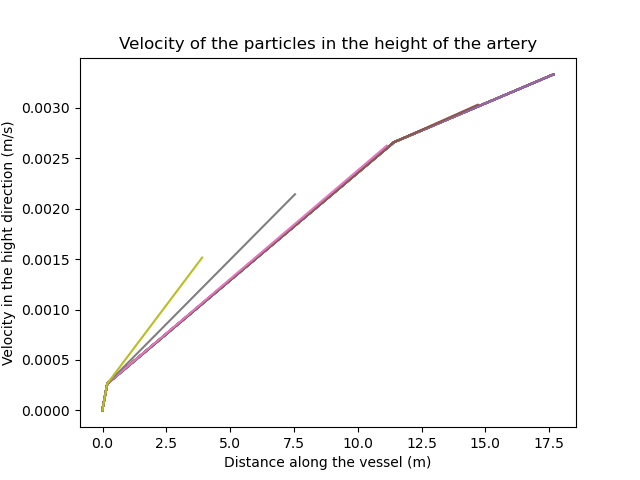 Velocity of the particles in the height of the artery
Velocity in the hight direction (m/s)
0.0030
0.0025
0.0020
0.0015
0.0010
0.0005
0.0000
0.0 2.5 5.0 7.5 10.0 12.5 15.0 17.5
Distance along the vessel (m)